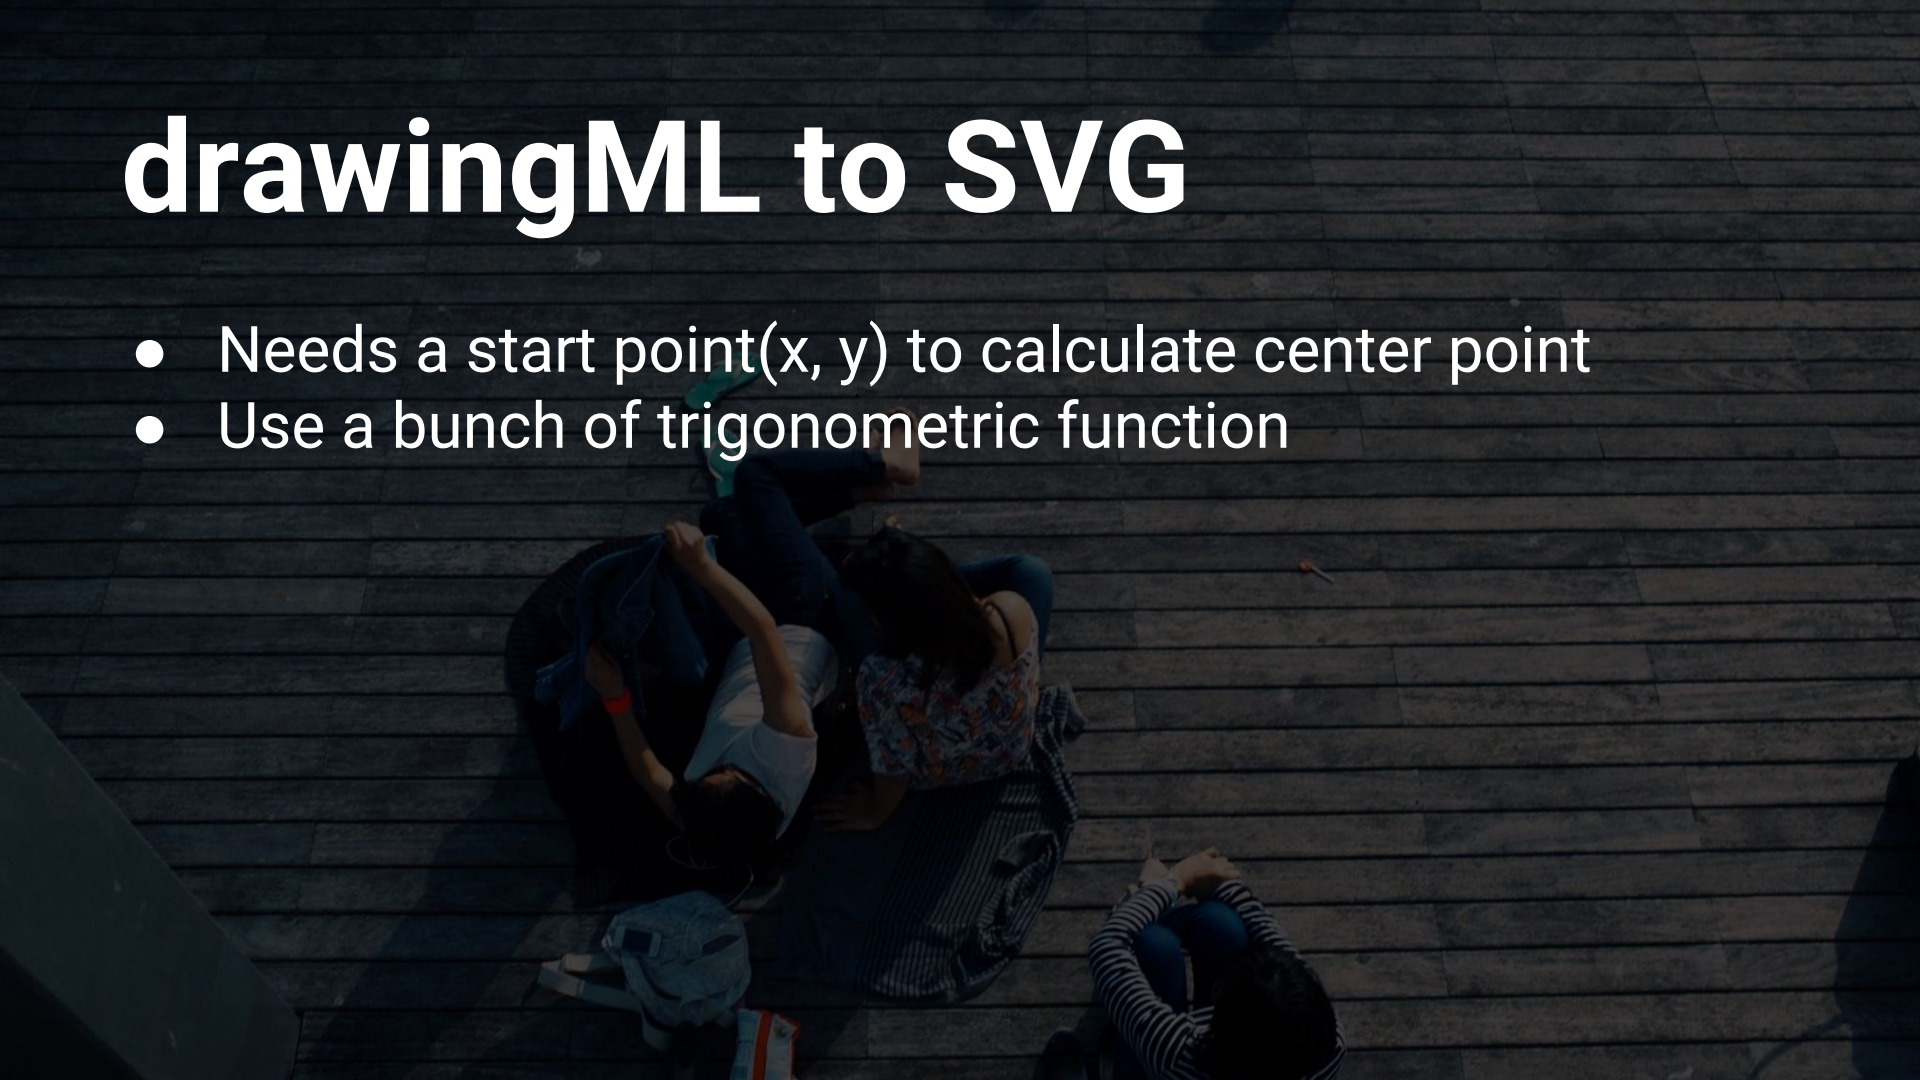 drawingML to SVG
● Needs a start point(x, y) to calculate center point
● Use a bunch of trigonometric function